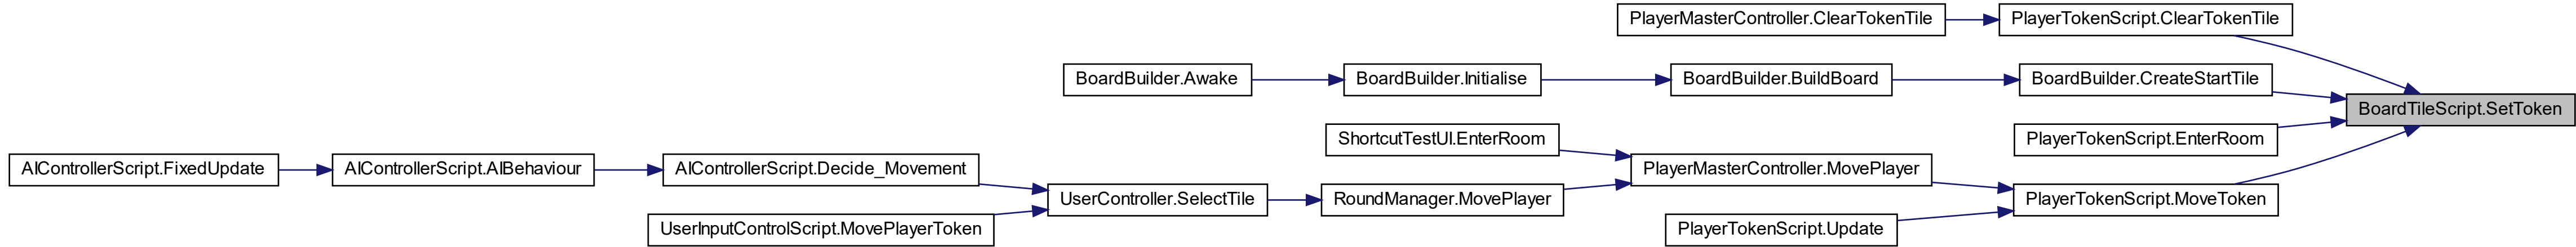 PlayerMasterController.ClearTokenTile
PlayerTokenScript.ClearTokenTile
BoardBuilder.Awake
BoardBuilder.Initialise
BoardBuilder.BuildBoard
BoardBuilder.CreateStartTile
BoardTileScript.SetToken
ShortcutTestUI.EnterRoom
PlayerTokenScript.EnterRoom
AIControllerScript.FixedUpdate
AIControllerScript.AIBehaviour
AIControllerScript.Decide_Movement
PlayerMasterController.MovePlayer
UserController.SelectTile
RoundManager.MovePlayer
PlayerTokenScript.MoveToken
UserInputControlScript.MovePlayerToken
PlayerTokenScript.Update